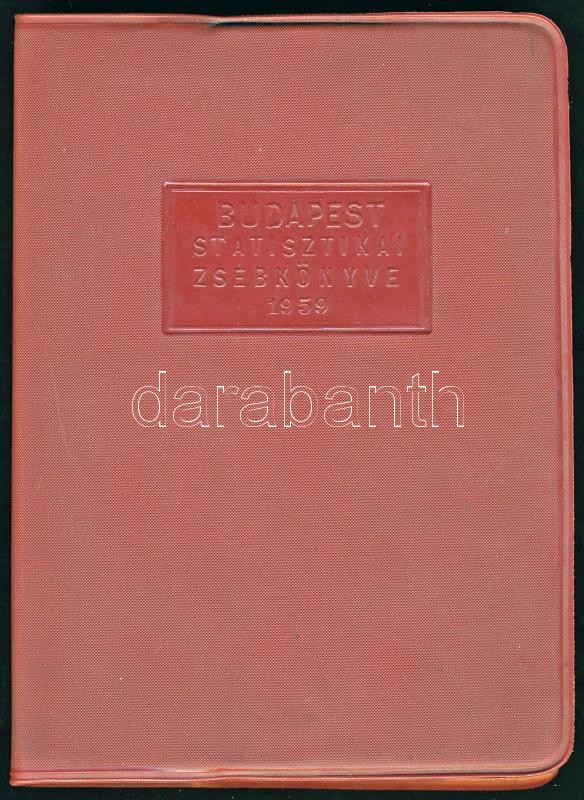 BUDAPEST
STATISZTIKAI
ZSEBKÖNYVE
1959
darabanth